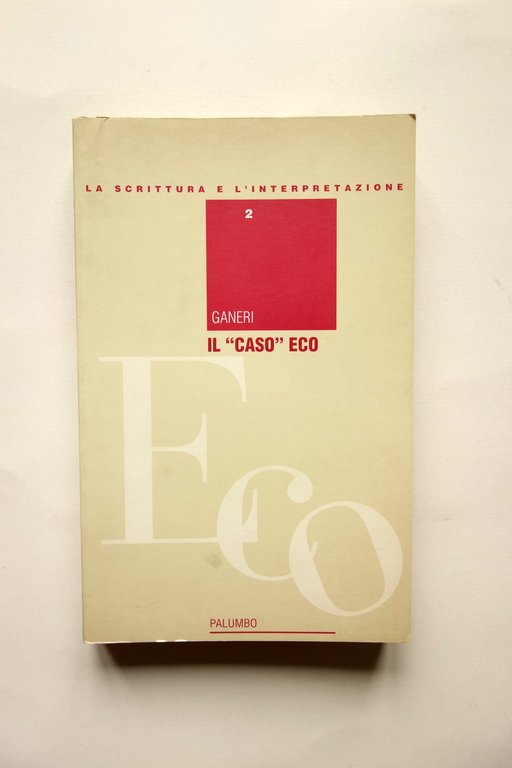 LA SCRITTURA E L'INTERPRETAZIONE
2
GANERI
IL “CASO” ECO
Eco
PALUMBO